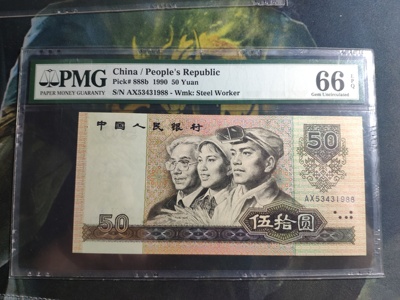 PMG
PAPER MONEY GUARANTY
China / People's Republic
Pick# 888b 1990 50 Yuan
S/N AX53431988 - Wmk: Steel Worker
66 EPQ
Gem Uncirculated
中国人民银行
50
AX53431988
50
伍拾圆